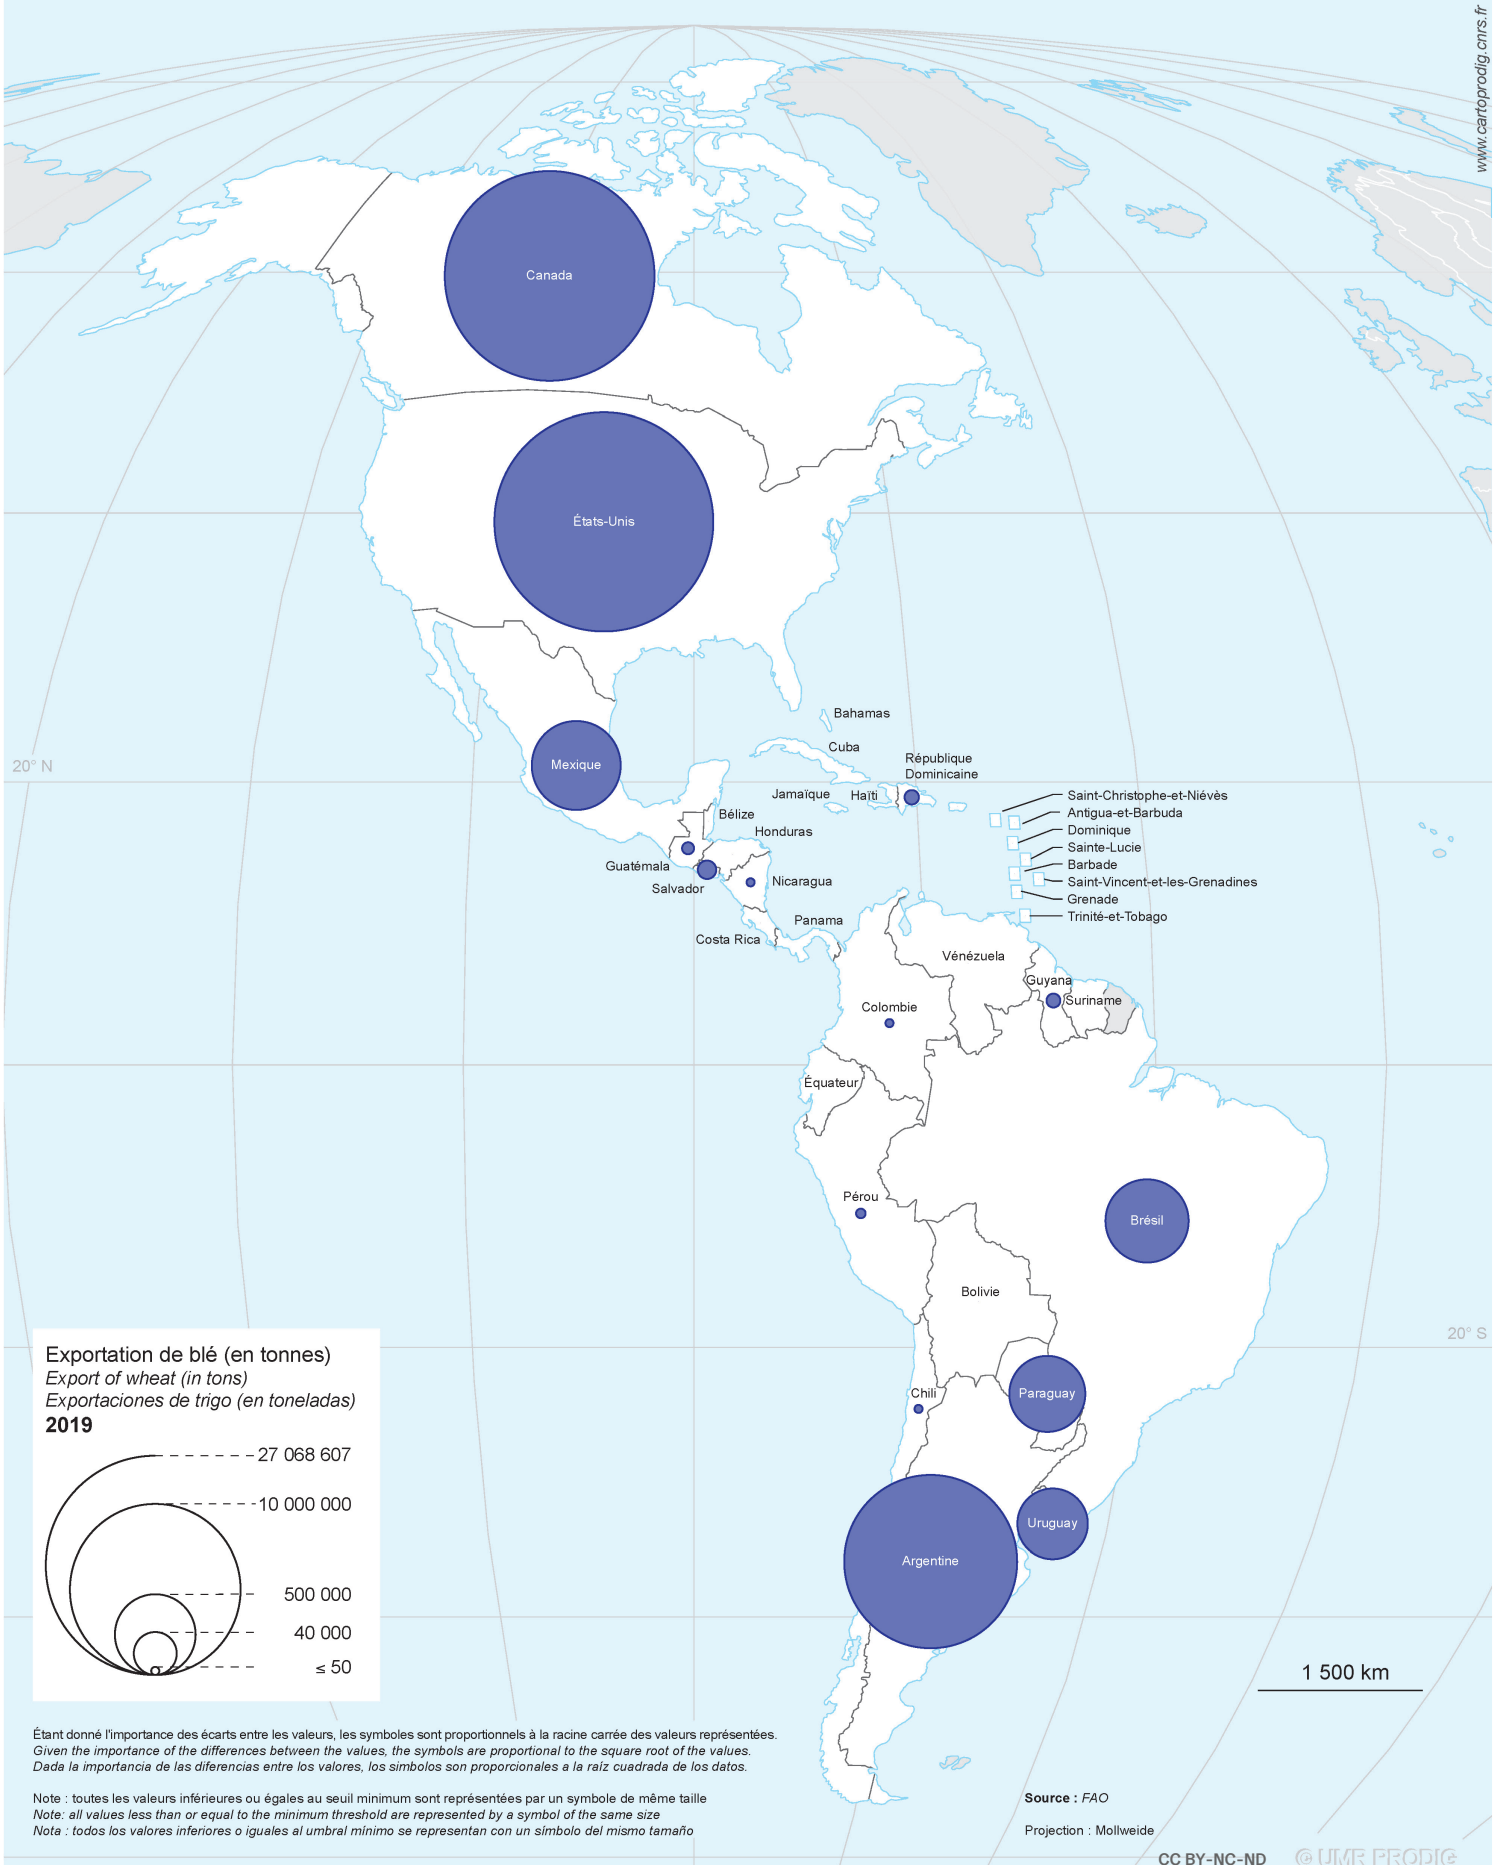 www.cartoprodig.cnrs.fr
Canada
États-Unis
Bahamas
Cuba
République
Dominicaine
Mexique
20° N
Jamaïque
Haïti
Saint-Christophe-et-Niévès
Antigua-et-Barbuda
Bélize
Honduras
Dominique
Sainte-Lucie
Guatémala
Barbade
Salvador
Nicaragua
Saint-Vincent-et-les-Grenadines
Grenade
Panama
Trinité-et-Tobago
Costa Rica
Vénézuela
Guyana
Colombie
Suriname
Équateur
Pérou
Brésil
Bolivie
20° S
Paraguay
Chili
Uruguay
Argentine
Exportation de blé (en tonnes)
Export of wheat (in tons)
Exportaciones de trigo (en toneladas)
2019
27 068 607
10 000 000
500 000
40 000
≤ 50
1 500 km
Étant donné l'importance des écarts entre les valeurs, les symboles sont proportionnels à la racine carrée des valeurs représentées.
Given the importance of the differences between the values, the symbols are proportional to the square root of the values.
Dada la importancia de las diferencias entre los valores, los simbolos son proporcionales a la raíz cuadrada de los datos.
Note : toutes les valeurs inférieures ou égales au seuil minimum sont représentées par un symbole de même taille
Note: all values less than or equal to the minimum threshold are represented by a symbol of the same size
Nota : todos los valores inferiores o iguales al umbral mínimo se representan con un símbolo del mismo tamaño
Source : FAO
Projection : Mollweide
CC BY-NC-ND
© UMR PRODIG